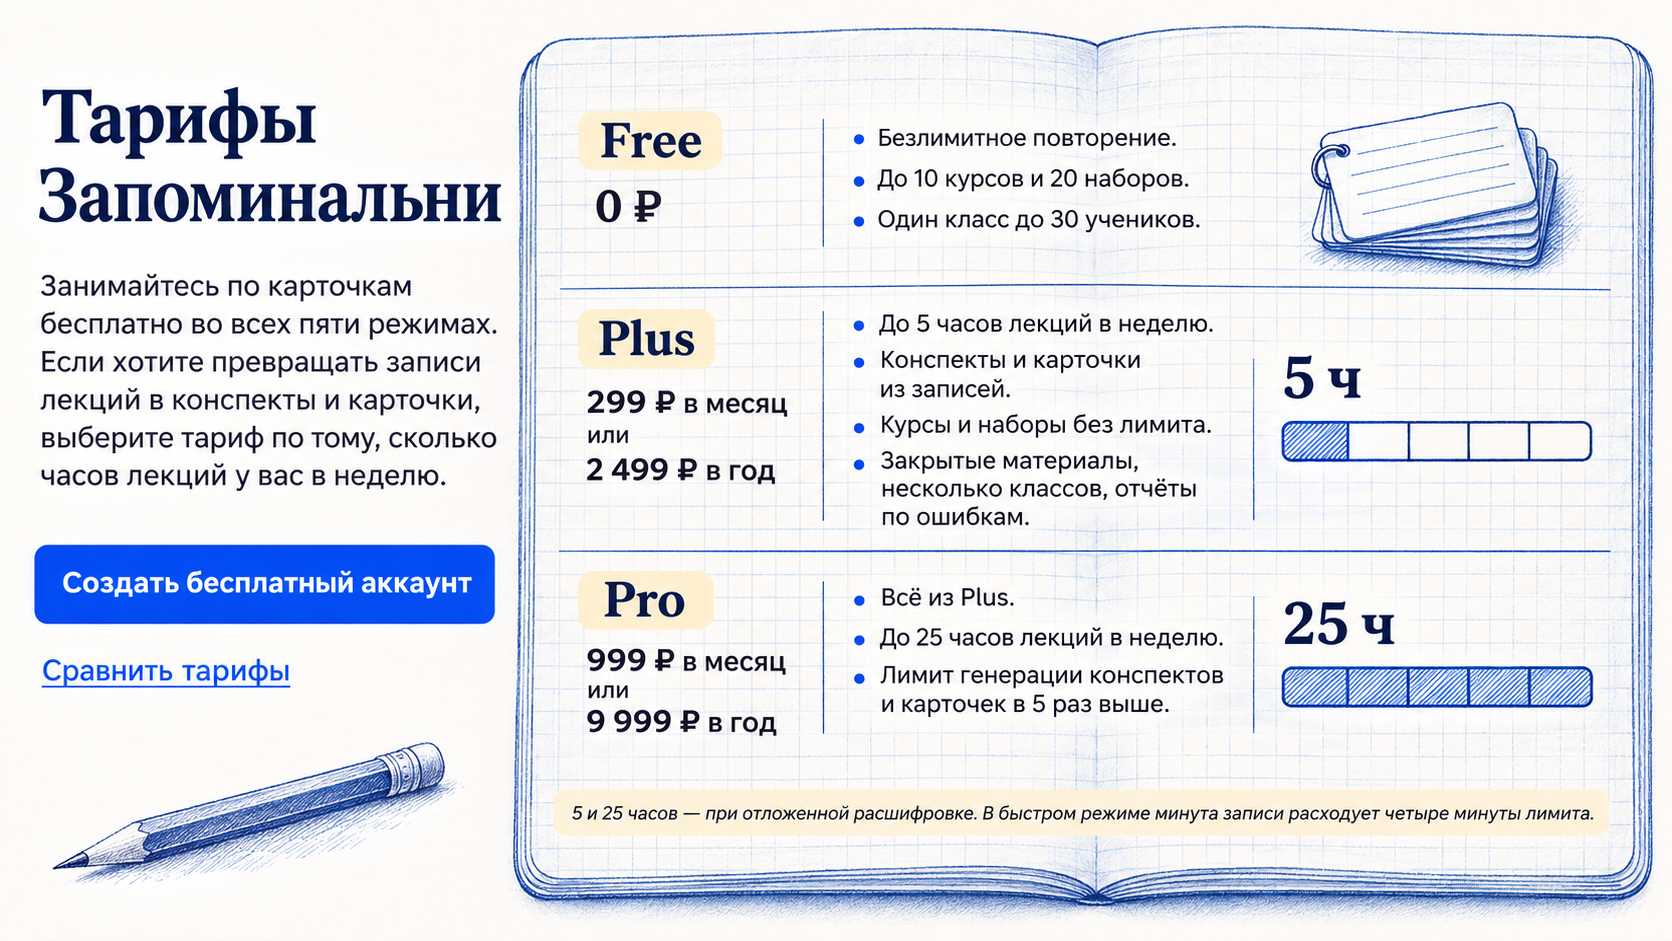 Тарифы
Запоминальни
Занимайтесь по карточкам
бесплатно во всех пяти режимах.
Если хотите превращать записи
лекций в конспекты и карточки,
выберите тариф по тому, сколько
часов лекций у вас в неделю.
Создать бесплатный аккаунт
Сравнить тарифы
Free
0 ₽
Безлимитное повторение.
До 10 курсов и 20 наборов.
Один класс до 30 учеников.
Plus
299 ₽ в месяц
или
2 499 ₽ в год
До 5 часов лекций в неделю.
Конспекты и карточки
из записей.
Курсы и наборы без лимита.
Закрытые материалы,
несколько классов, отчёты
по ошибкам.
5 ч
Pro
999 ₽ в месяц
или
9 999 ₽ в год
Всё из Plus.
До 25 часов лекций в неделю.
Лимит генерации конспектов
и карточек в 5 раз выше.
25 ч
5 и 25 часов — при отложенной расшифровке. В быстром режиме минута записи расходует четыре минуты лимита.